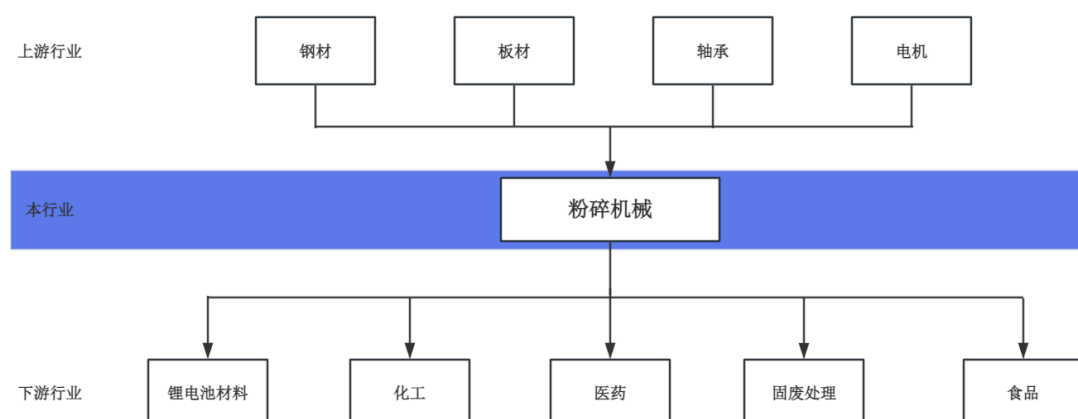 上游行业
钢材
板材
轴承
电机
本行业
粉碎机械
下游行业
锂电池材料
化工
医药
固废处理
食品